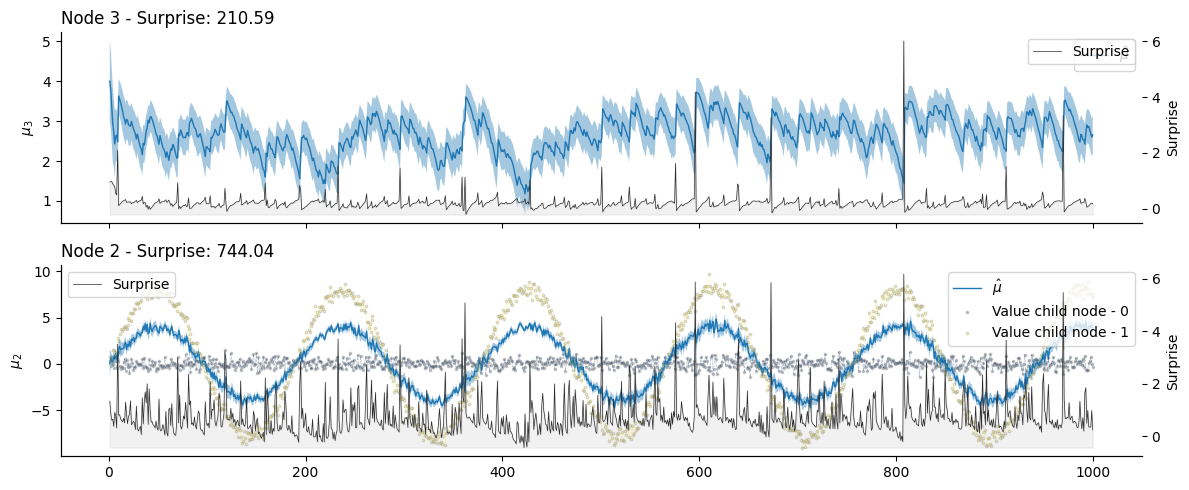 Node 3 - Surprise: 210.59
5
4
3
2
1
μ₃
Surprise
μ̂
6
4
2
0
Surprise
Node 2 - Surprise: 744.04
10
5
0
−5
μ₂
Surprise
μ̂
Value child node - 0
Value child node - 1
6
4
2
0
Surprise
0
200
400
600
800
1000